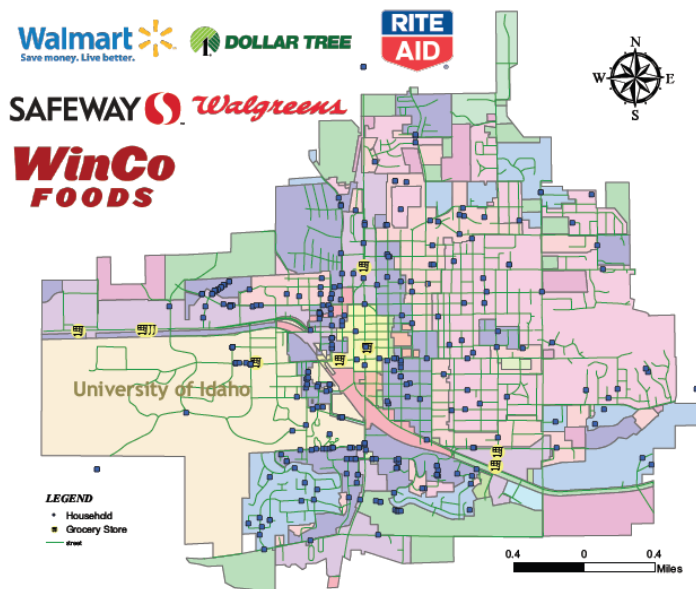 Walmart
Save money. Live better.
1 DOLLAR TREE
RITE
AID
N
W E
S
SAFEWAY S
Walgreens
WinCo
FOODS
University of Idaho
LEGEND
Household
Grocery Store
street
0.4 0 0.4
Miles